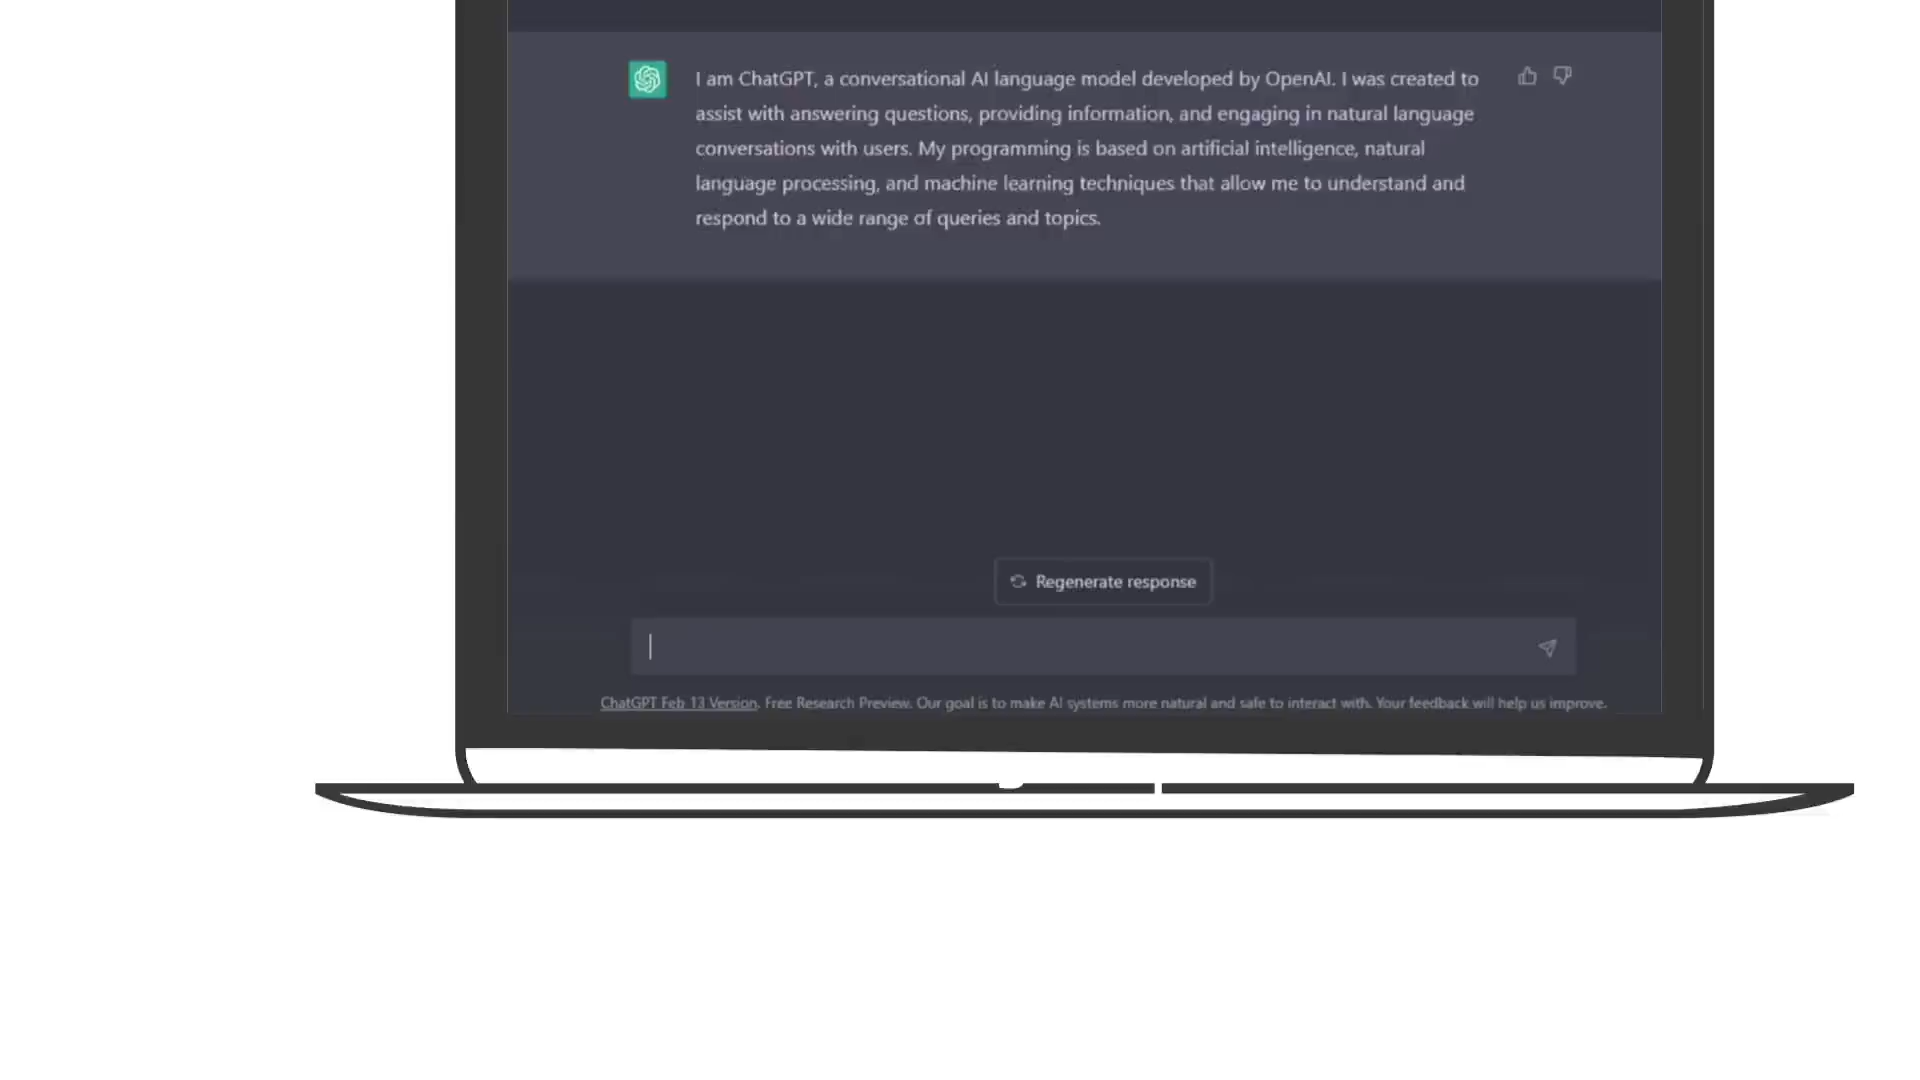 I am ChatGPT, a conversational AI language model developed by OpenAI. I was created to
assist with answering questions, providing information, and engaging in natural language
conversations with users. My programming is based on artificial intelligence, natural
language processing, and machine learning techniques that allow me to understand and
respond to a wide range of queries and topics.
Regenerate response
ChatGPT Feb 13 Version. Free Research Preview. Our goal is to make AI systems more natural and safe to interact with. Your feedback will help us improve.